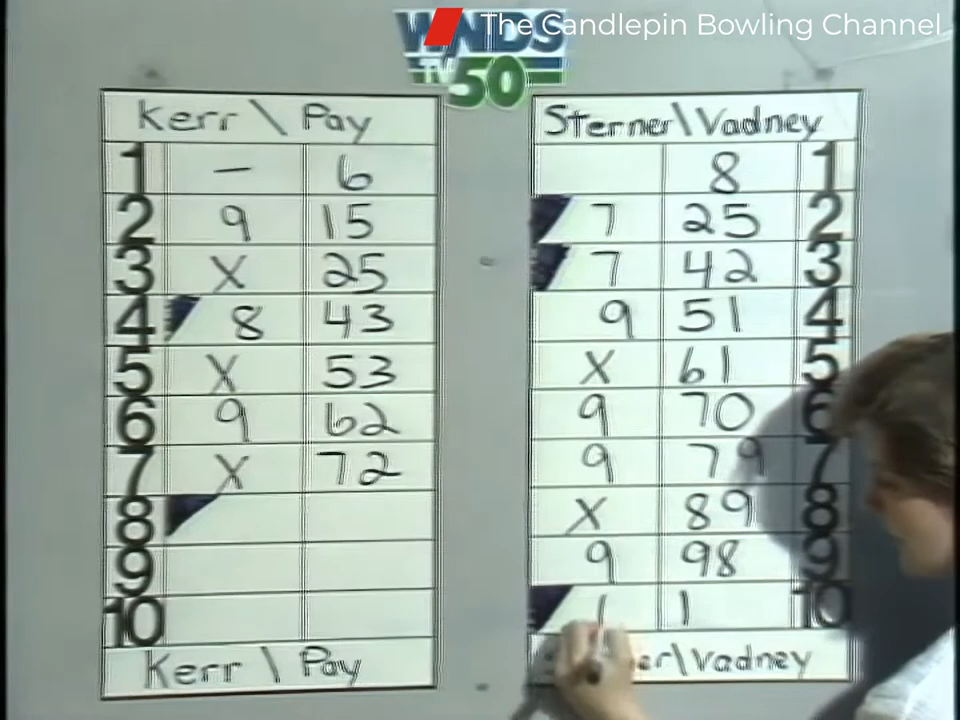 The Candlepin Bowling Channel
WNDS
TV 50
Kerr \ Pay
1 – 6
2 9 15
3 X 25
4 8 43
5 X 53
6 9 62
7 X 72
8
9
10
Kerr \ Pay
Sterner \ Vadney
8 1
7 25 2
7 42 3
9 51 4
X 61 5
9 70 6
9 79 7
X 89 8
9 98 9
1 1 10
er \ Vadney